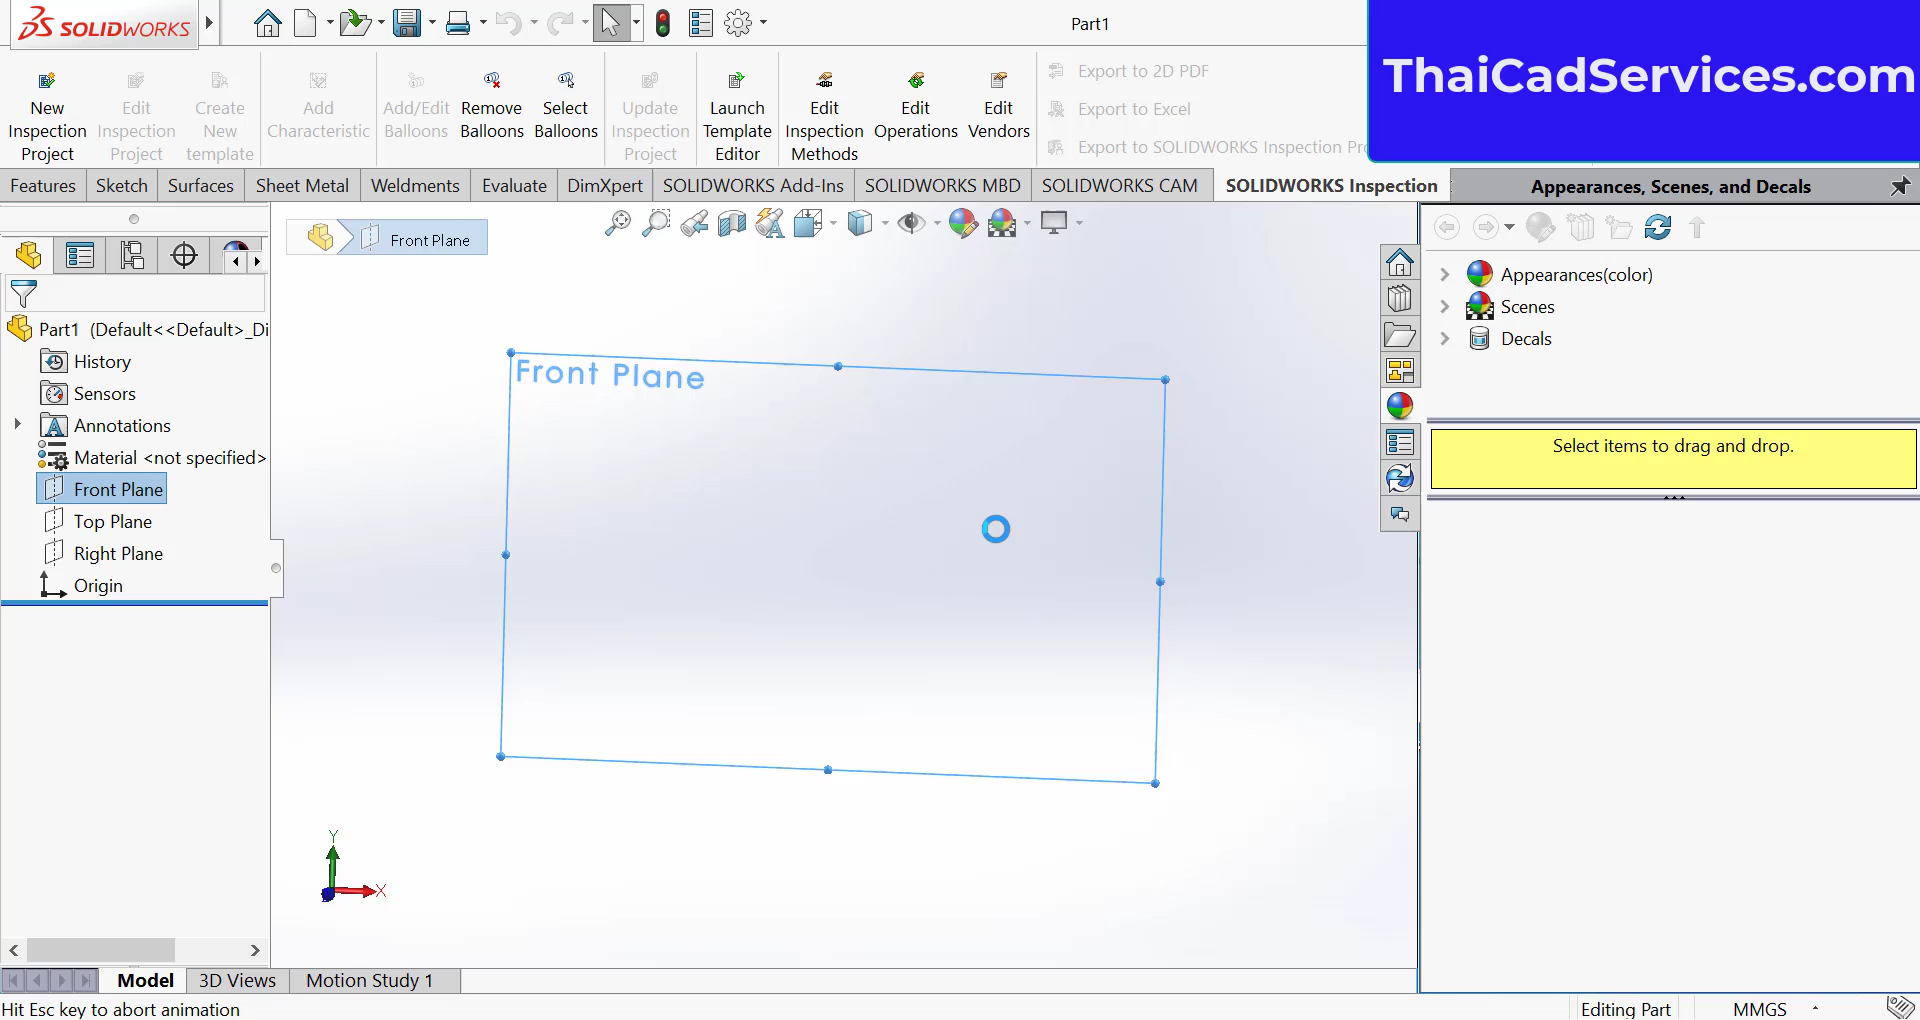 SOLIDWORKS
Part1
ThaiCadServices.com
New Inspection Project
Edit Inspection Project
Create New template
Add Characteristic
Add/Edit Balloons
Remove Balloons
Select Balloons
Update Inspection Project
Launch Template Editor
Edit Inspection Methods
Edit Operations
Edit Vendors
Export to 2D PDF
Export to Excel
Export to SOLIDWORKS Inspection
Features
Sketch
Surfaces
Sheet Metal
Weldments
Evaluate
DimXpert
SOLIDWORKS Add-Ins
SOLIDWORKS MBD
SOLIDWORKS CAM
SOLIDWORKS Inspection
Appearances, Scenes, and Decals
Front Plane
Part1 (Default<<Default>_Di
History
Sensors
Annotations
Material <not specified>
Front Plane
Top Plane
Right Plane
Origin
Front Plane
Y
X
Appearances(color)
Scenes
Decals
Select items to drag and drop.
Model
3D Views
Motion Study 1
Hit Esc key to abort animation
Editing Part
MMGS